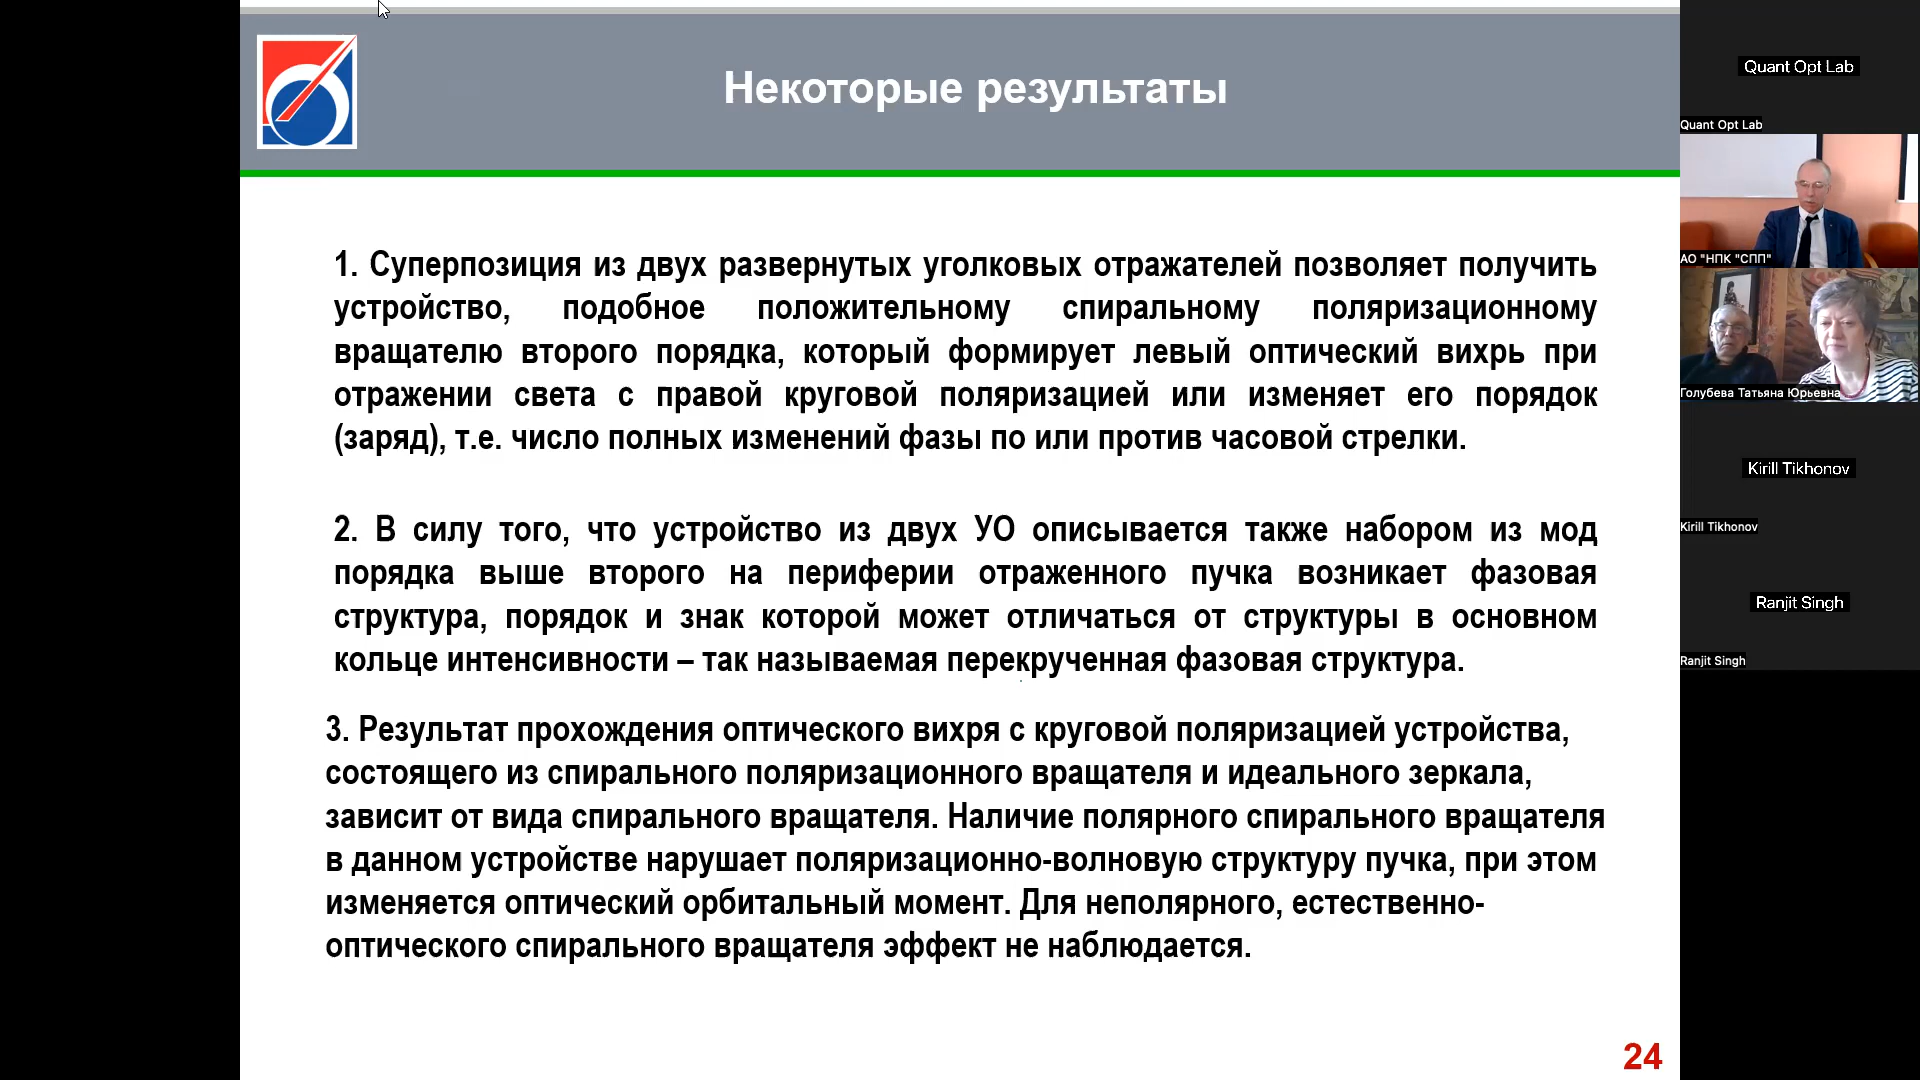 Некоторые результаты
1. Суперпозиция из двух развернутых уголковых отражателей позволяет получить
устройство, подобное положительному спиральному поляризационному
вращателю второго порядка, который формирует левый оптический вихрь при
отражении света с правой круговой поляризацией или изменяет его порядок
(заряд), т.е. число полных изменений фазы по или против часовой стрелки.
2. В силу того, что устройство из двух УО описывается также набором из мод
порядка выше второго на периферии отраженного пучка возникает фазовая
структура, порядок и знак которой может отличаться от структуры в основном
кольце интенсивности – так называемая перекрученная фазовая структура.
3. Результат прохождения оптического вихря с круговой поляризацией устройства,
состоящего из спирального поляризационного вращателя и идеального зеркала,
зависит от вида спирального вращателя. Наличие полярного спирального вращателя
в данном устройстве нарушает поляризационно-волновую структуру пучка, при этом
изменяется оптический орбитальный момент. Для неполярного, естественно-
оптического спирального вращателя эффект не наблюдается.
24
Quant Opt Lab
Quant Opt Lab
АО "НПК "СПП"
Голубева Татьяна Юрьевна
Kirill Tikhonov
Kirill Tikhonov
Ranjit Singh
Ranjit Singh